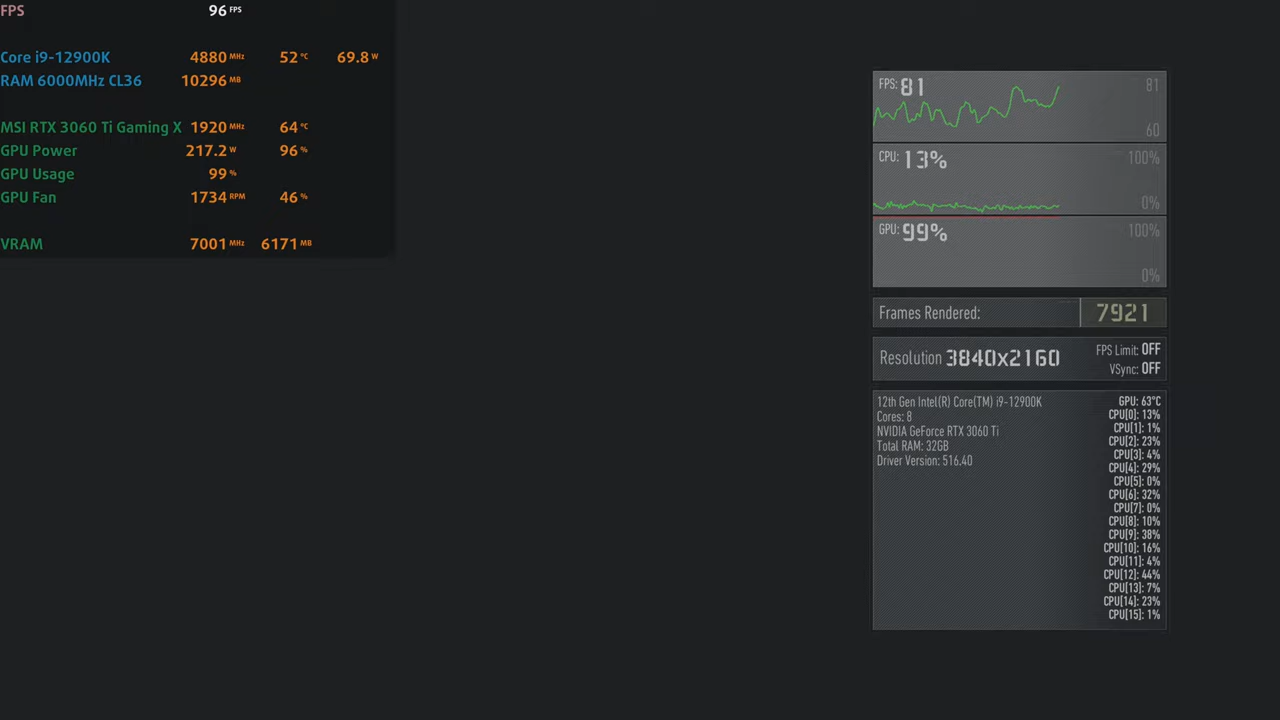 FPS 96 FPS
Core i9-12900K 4880 MHz 52 °C 69.8 W
RAM 6000MHz CL36 10296 MB
MSI RTX 3060 Ti Gaming X 1920 MHz 64 °C
GPU Power 217.2 W 96 %
GPU Usage 99 %
GPU Fan 1734 RPM 46 %
VRAM 7001 MHz 6171 MB
FPS: 81 81
60
CPU: 13% 100%
0%
GPU: 99% 100%
0%
Frames Rendered: 7921
Resolution 3840x2160 FPS Limit: OFF
VSync: OFF
12th Gen Intel(R) Core(TM) i9-12900K
Cores: 8
NVIDIA GeForce RTX 3060 Ti
Total RAM: 32GB
Driver Version: 516.40
GPU: 63°C
CPU[0]: 13%
CPU[1]: 1%
CPU[2]: 23%
CPU[3]: 4%
CPU[4]: 29%
CPU[5]: 0%
CPU[6]: 32%
CPU[7]: 0%
CPU[8]: 10%
CPU[9]: 38%
CPU[10]: 16%
CPU[11]: 4%
CPU[12]: 44%
CPU[13]: 7%
CPU[14]: 23%
CPU[15]: 1%